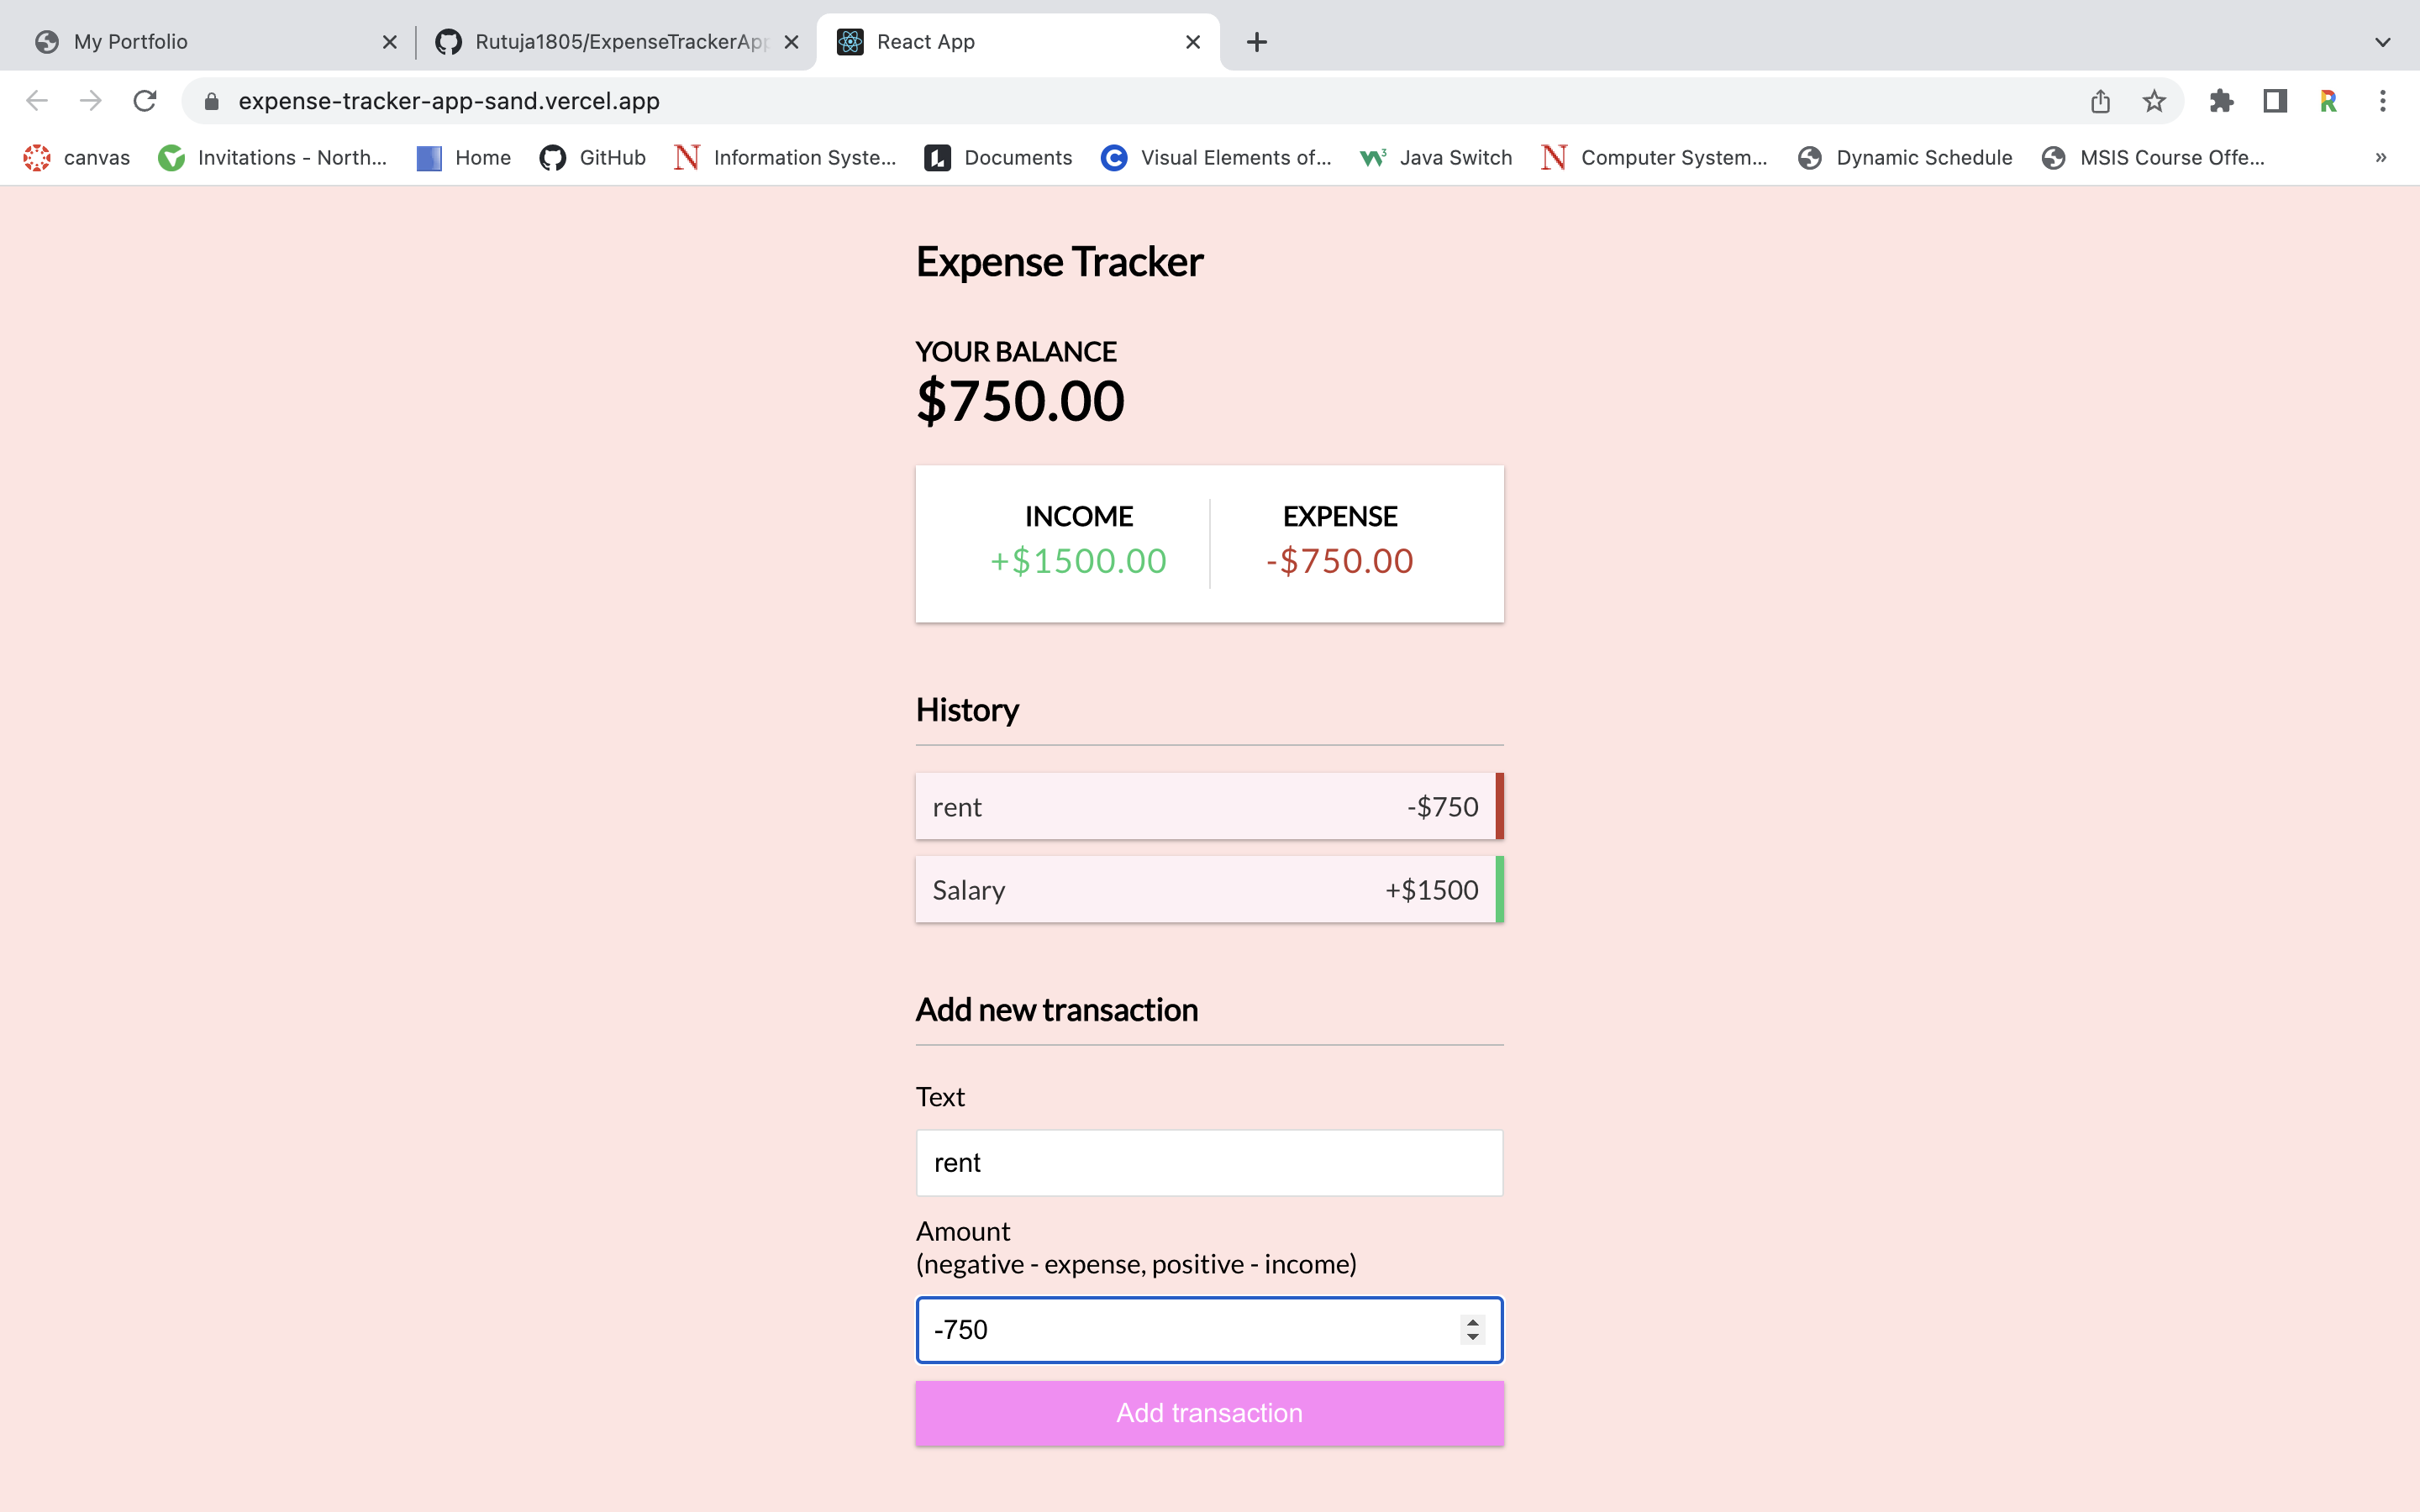 My Portfolio
Rutuja1805/ExpenseTrackerApp
React App
expense-tracker-app-sand.vercel.app
canvas
Invitations - North...
Home
GitHub
Information Syste...
Documents
Visual Elements of...
Java Switch
Computer System...
Dynamic Schedule
MSIS Course Offe...
»
Expense Tracker
YOUR BALANCE
$750.00
INCOME
EXPENSE
+$1500.00
-$750.00
History
rent -$750
Salary +$1500
Add new transaction
Text
rent
Amount
(negative - expense, positive - income)
-750
Add transaction